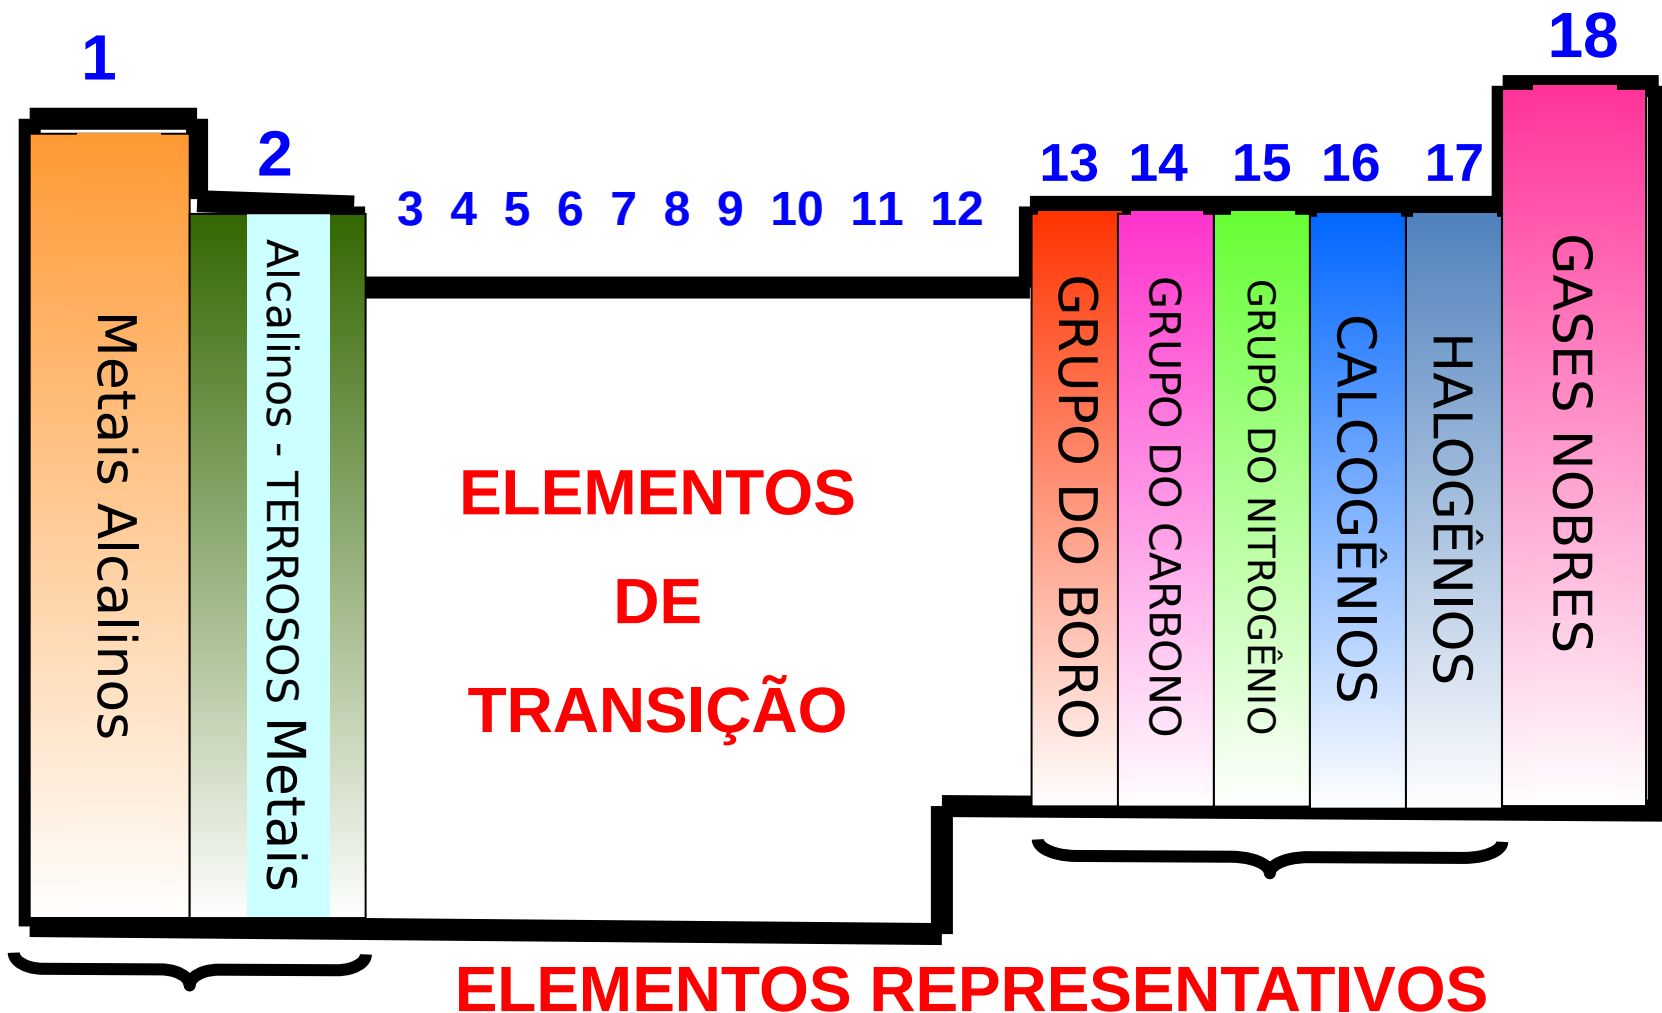 1
18
2
3 4 5 6 7 8 9 10 11 12
13 14 15 16 17
Metais Alcalinos
Alcalinos - TERROSOS Metais
ELEMENTOS
DE
TRANSIÇÃO
GRUPO DO BORO
GRUPO DO CARBONO
GRUPO DO NITROGÊNIO
CALCOGÊNIOS
HALOGÊNIOS
GASES NOBRES
ELEMENTOS REPRESENTATIVOS